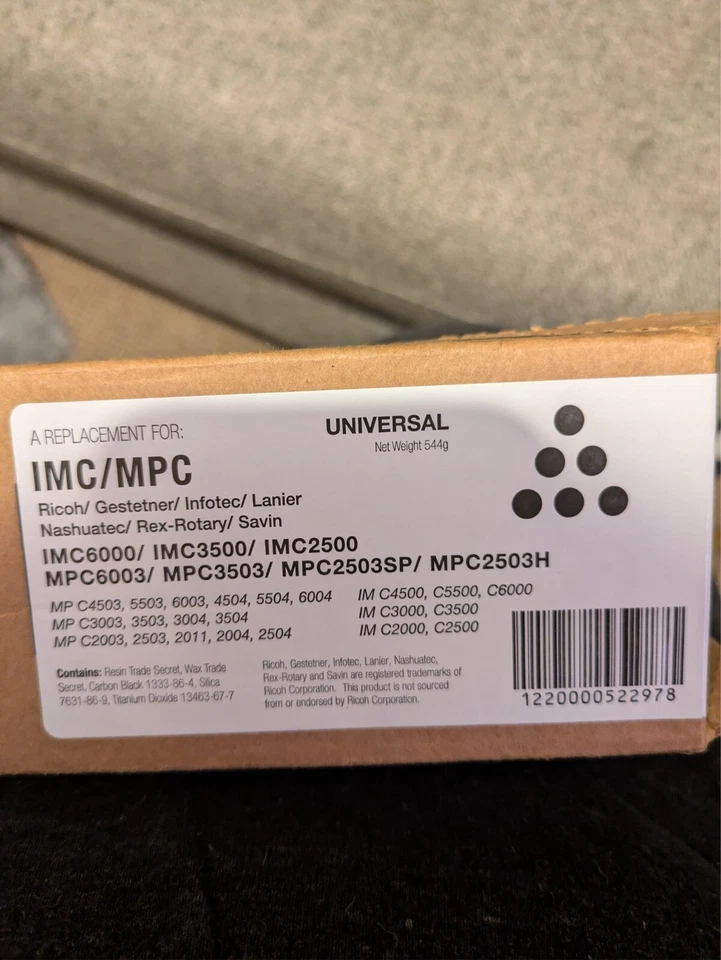 A REPLACEMENT FOR:
UNIVERSAL
Net Weight 544g
IMC/MPC
Ricoh/ Gestetner/ Infotec/ Lanier
Nashuatec/ Rex-Rotary/ Savin
IMC6000/ IMC3500/ IMC2500
MPC6003/ MPC3503/ MPC2503SP/ MPC2503H
MP C4503, 5503, 6003, 4504, 5504, 6004
MP C3003, 3503, 3004, 3504
MP C2003, 2503, 2011, 2004, 2504
IM C4500, C5500, C6000
IM C3000, C3500
IM C2000, C2500
Contains: Resin Trade Secret, Wax Trade
Secret, Carbon Black 1333-86-4, Silica
7631-86-9, Titanium Dioxide 13463-67-7
Ricoh, Gestetner, Infotec, Lanier, Nashuatec,
Rex-Rotary and Savin are registered trademarks of
Ricoh Corporation. This product is not sourced
from or endorsed by Ricoh Corporation.
1220000522978